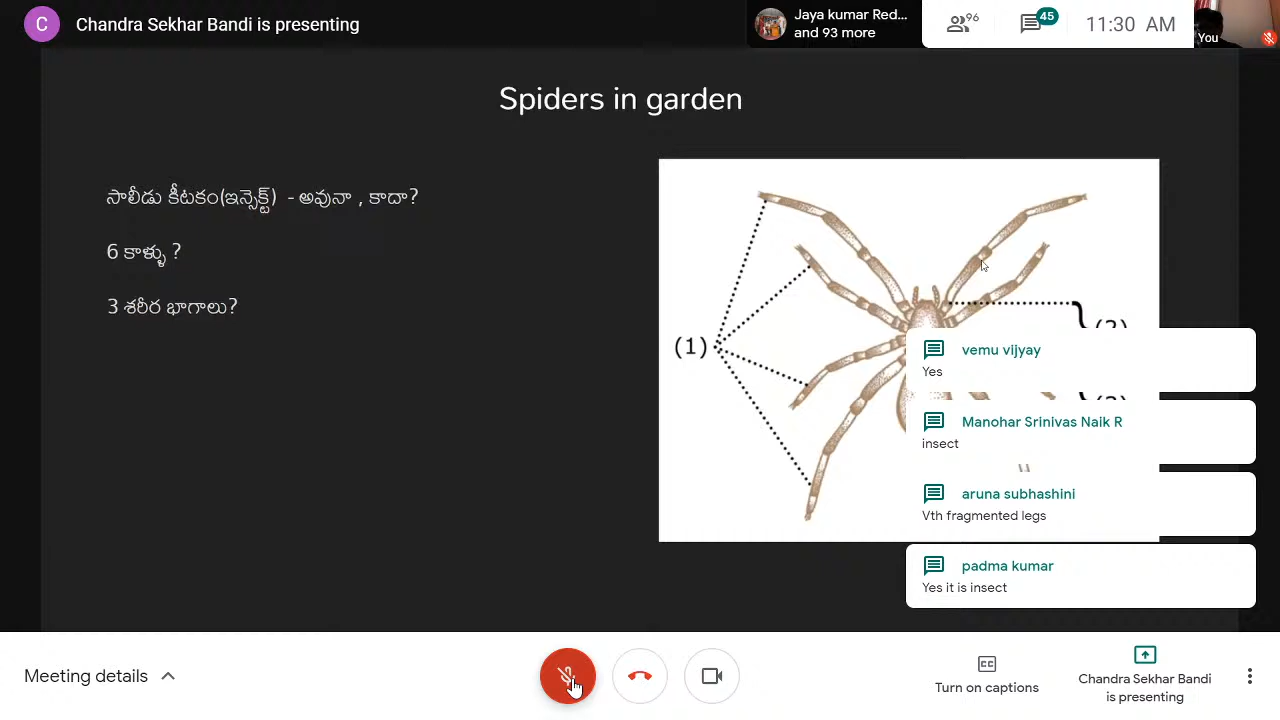 C
Chandra Sekhar Bandi is presenting
Jaya kumar Red...
and 93 more
96
45
11:30 AM
You
Spiders in garden
సాలీడు కీటకం(ఇన్సెక్ట్) - అవునా , కాదా?
6 కాళ్ళు ?
3 శరీర భాగాలు?
(1)
vemu vijyay
Yes
Manohar Srinivas Naik R
insect
aruna subhashini
Vth fragmented legs
padma kumar
Yes it is insect
Meeting details
CC
Turn on captions
Chandra Sekhar Bandi
is presenting